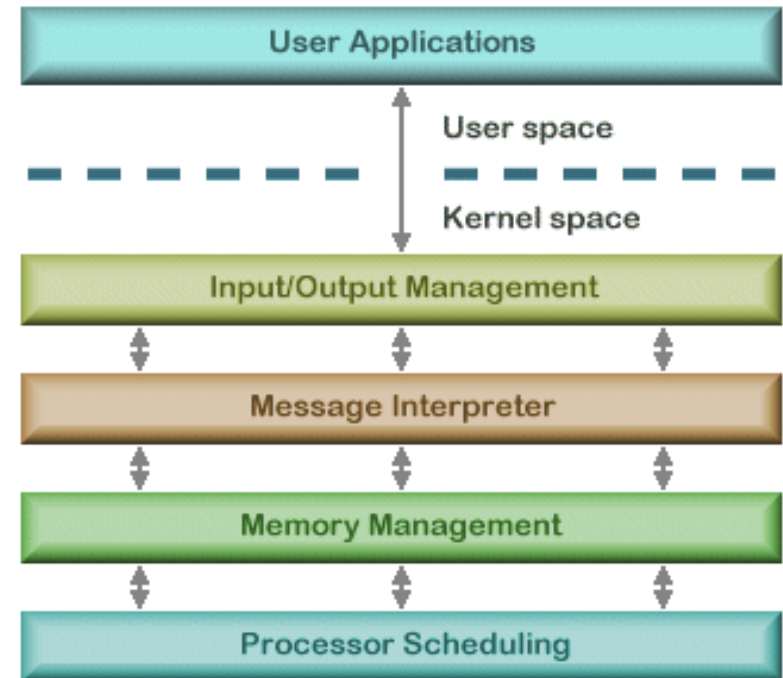 User Applications
User space
Kernel space
Input/Output Management
Message Interpreter
Memory Management
Processor Scheduling